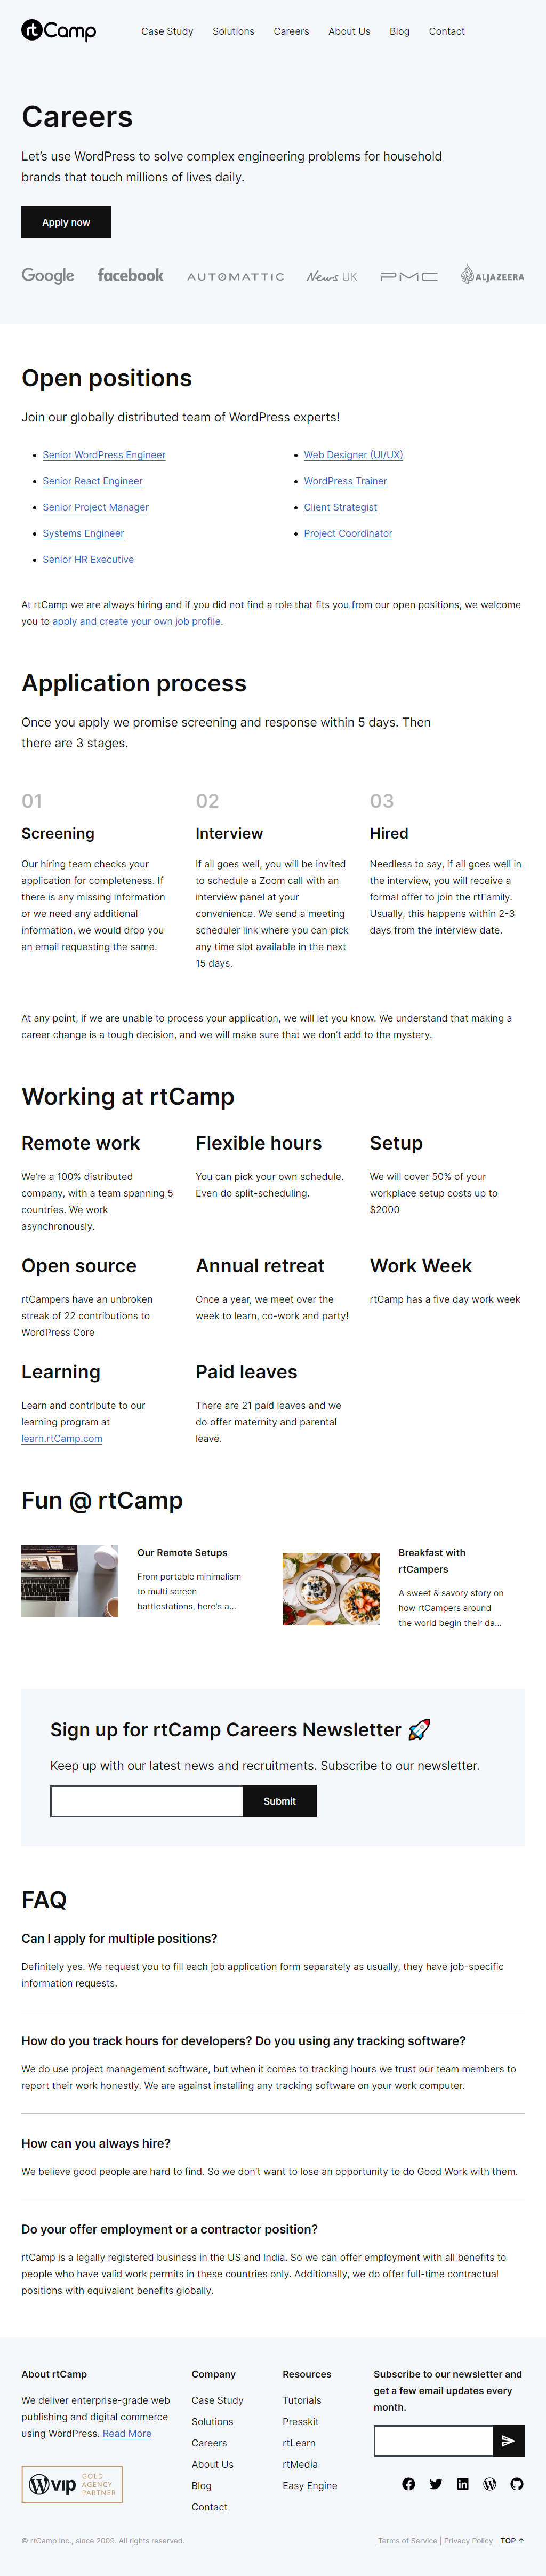 rtCamp
Case Study Solutions Careers About Us Blog Contact
Careers
Let's use WordPress to solve complex engineering problems for household
brands that touch millions of lives daily.
Apply now
Google facebook AUTOMATTIC News UK PMC ALJAZEERA
Open positions
Join our globally distributed team of WordPress experts!
• Senior WordPress Engineer
• Senior React Engineer
• Senior Project Manager
• Systems Engineer
• Senior HR Executive
• Web Designer (UI/UX)
• WordPress Trainer
• Client Strategist
• Project Coordinator
At rtCamp we are always hiring and if you did not find a role that fits you from our open positions, we welcome
you to apply and create your own job profile.
Application process
Once you apply we promise screening and response within 5 days. Then
there are 3 stages.
01
Screening
Our hiring team checks your
application for completeness. If
there is any missing information
or we need any additional
information, we would drop you
an email requesting the same.
02
Interview
If all goes well, you will be invited
to schedule a Zoom call with an
interview panel at your
convenience. We send a meeting
scheduler link where you can pick
any time slot available in the next
15 days.
03
Hired
Needless to say, if all goes well in
the interview, you will receive a
formal offer to join the rtFamily.
Usually, this happens within 2-3
days from the interview date.
At any point, if we are unable to process your application, we will let you know. We understand that making a
career change is a tough decision, and we will make sure that we don't add to the mystery.
Working at rtCamp
Remote work
We're a 100% distributed
company, with a team spanning 5
countries. We work
asynchronously.
Flexible hours
You can pick your own schedule.
Even do split-scheduling.
Setup
We will cover 50% of your
workplace setup costs up to
$2000
Open source
rtCampers have an unbroken
streak of 22 contributions to
WordPress Core
Annual retreat
Once a year, we meet over the
week to learn, co-work and party!
Work Week
rtCamp has a five day work week
Learning
Learn and contribute to our
learning program at
learn.rtCamp.com
Paid leaves
There are 21 paid leaves and we
do offer maternity and parental
leave.
Fun @ rtCamp
Our Remote Setups
From portable minimalism
to multi screen
battlestations, here's a...
Breakfast with
rtCampers
A sweet & savory story on
how rtCampers around
the world begin their da...
Sign up for rtCamp Careers Newsletter 🚀
Keep up with our latest news and recruitments. Subscribe to our newsletter.
Submit
FAQ
Can I apply for multiple positions?
Definitely yes. We request you to fill each job application form separately as usually, they have job-specific
information requests.
How do you track hours for developers? Do you using any tracking software?
We do use project management software, but when it comes to tracking hours we trust our team members to
report their work honestly. We are against installing any tracking software on your work computer.
How can you always hire?
We believe good people are hard to find. So we don't want to lose an opportunity to do Good Work with them.
Do your offer employment or a contractor position?
rtCamp is a legally registered business in the US and India. So we can offer employment with all benefits to
people who have valid work permits in these countries only. Additionally, we do offer full-time contractual
positions with equivalent benefits globally.
About rtCamp
We deliver enterprise-grade web
publishing and digital commerce
using WordPress. Read More
vip GOLD
AGENCY
PARTNER
Company
Case Study
Solutions
Careers
About Us
Blog
Contact
Resources
Tutorials
Presskit
rtLearn
rtMedia
Easy Engine
Subscribe to our newsletter and
get a few email updates every
month.
© rtCamp Inc., since 2009. All rights reserved.
Terms of Service | Privacy Policy TOP ↑